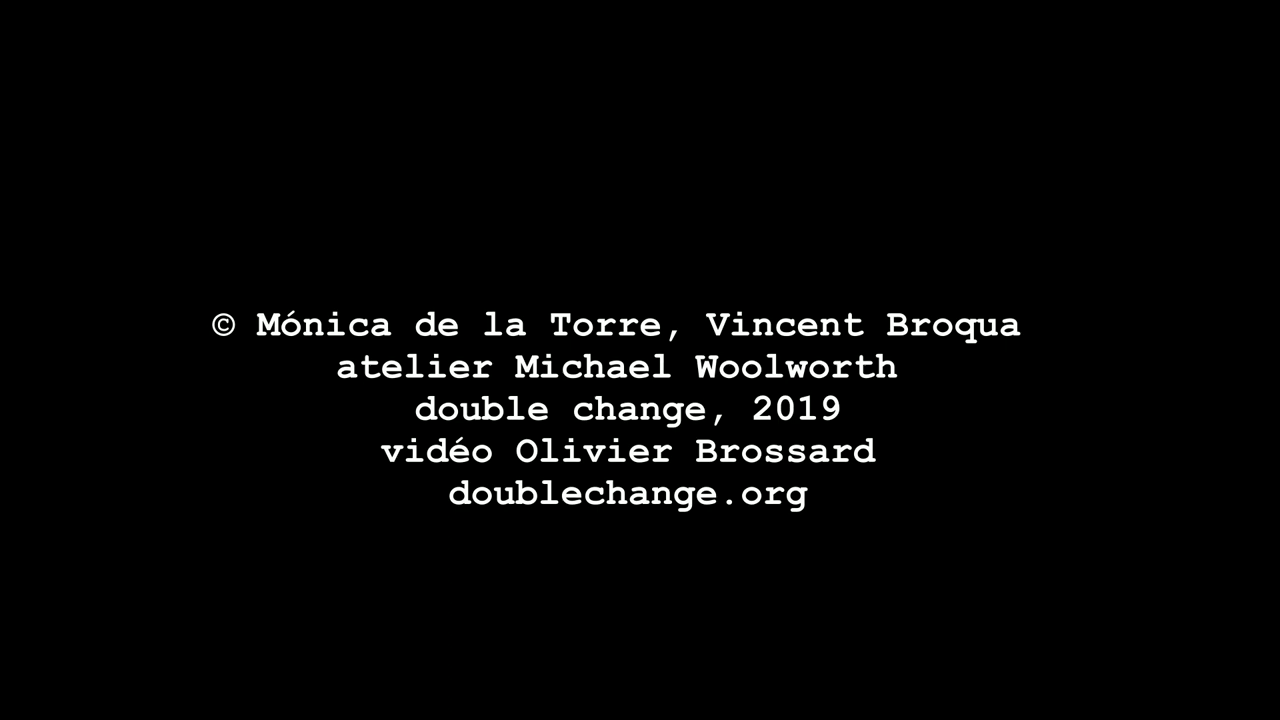 © Mónica de la Torre, Vincent Broqua
atelier Michael Woolworth
double change, 2019
vidéo Olivier Brossard
doublechange.org